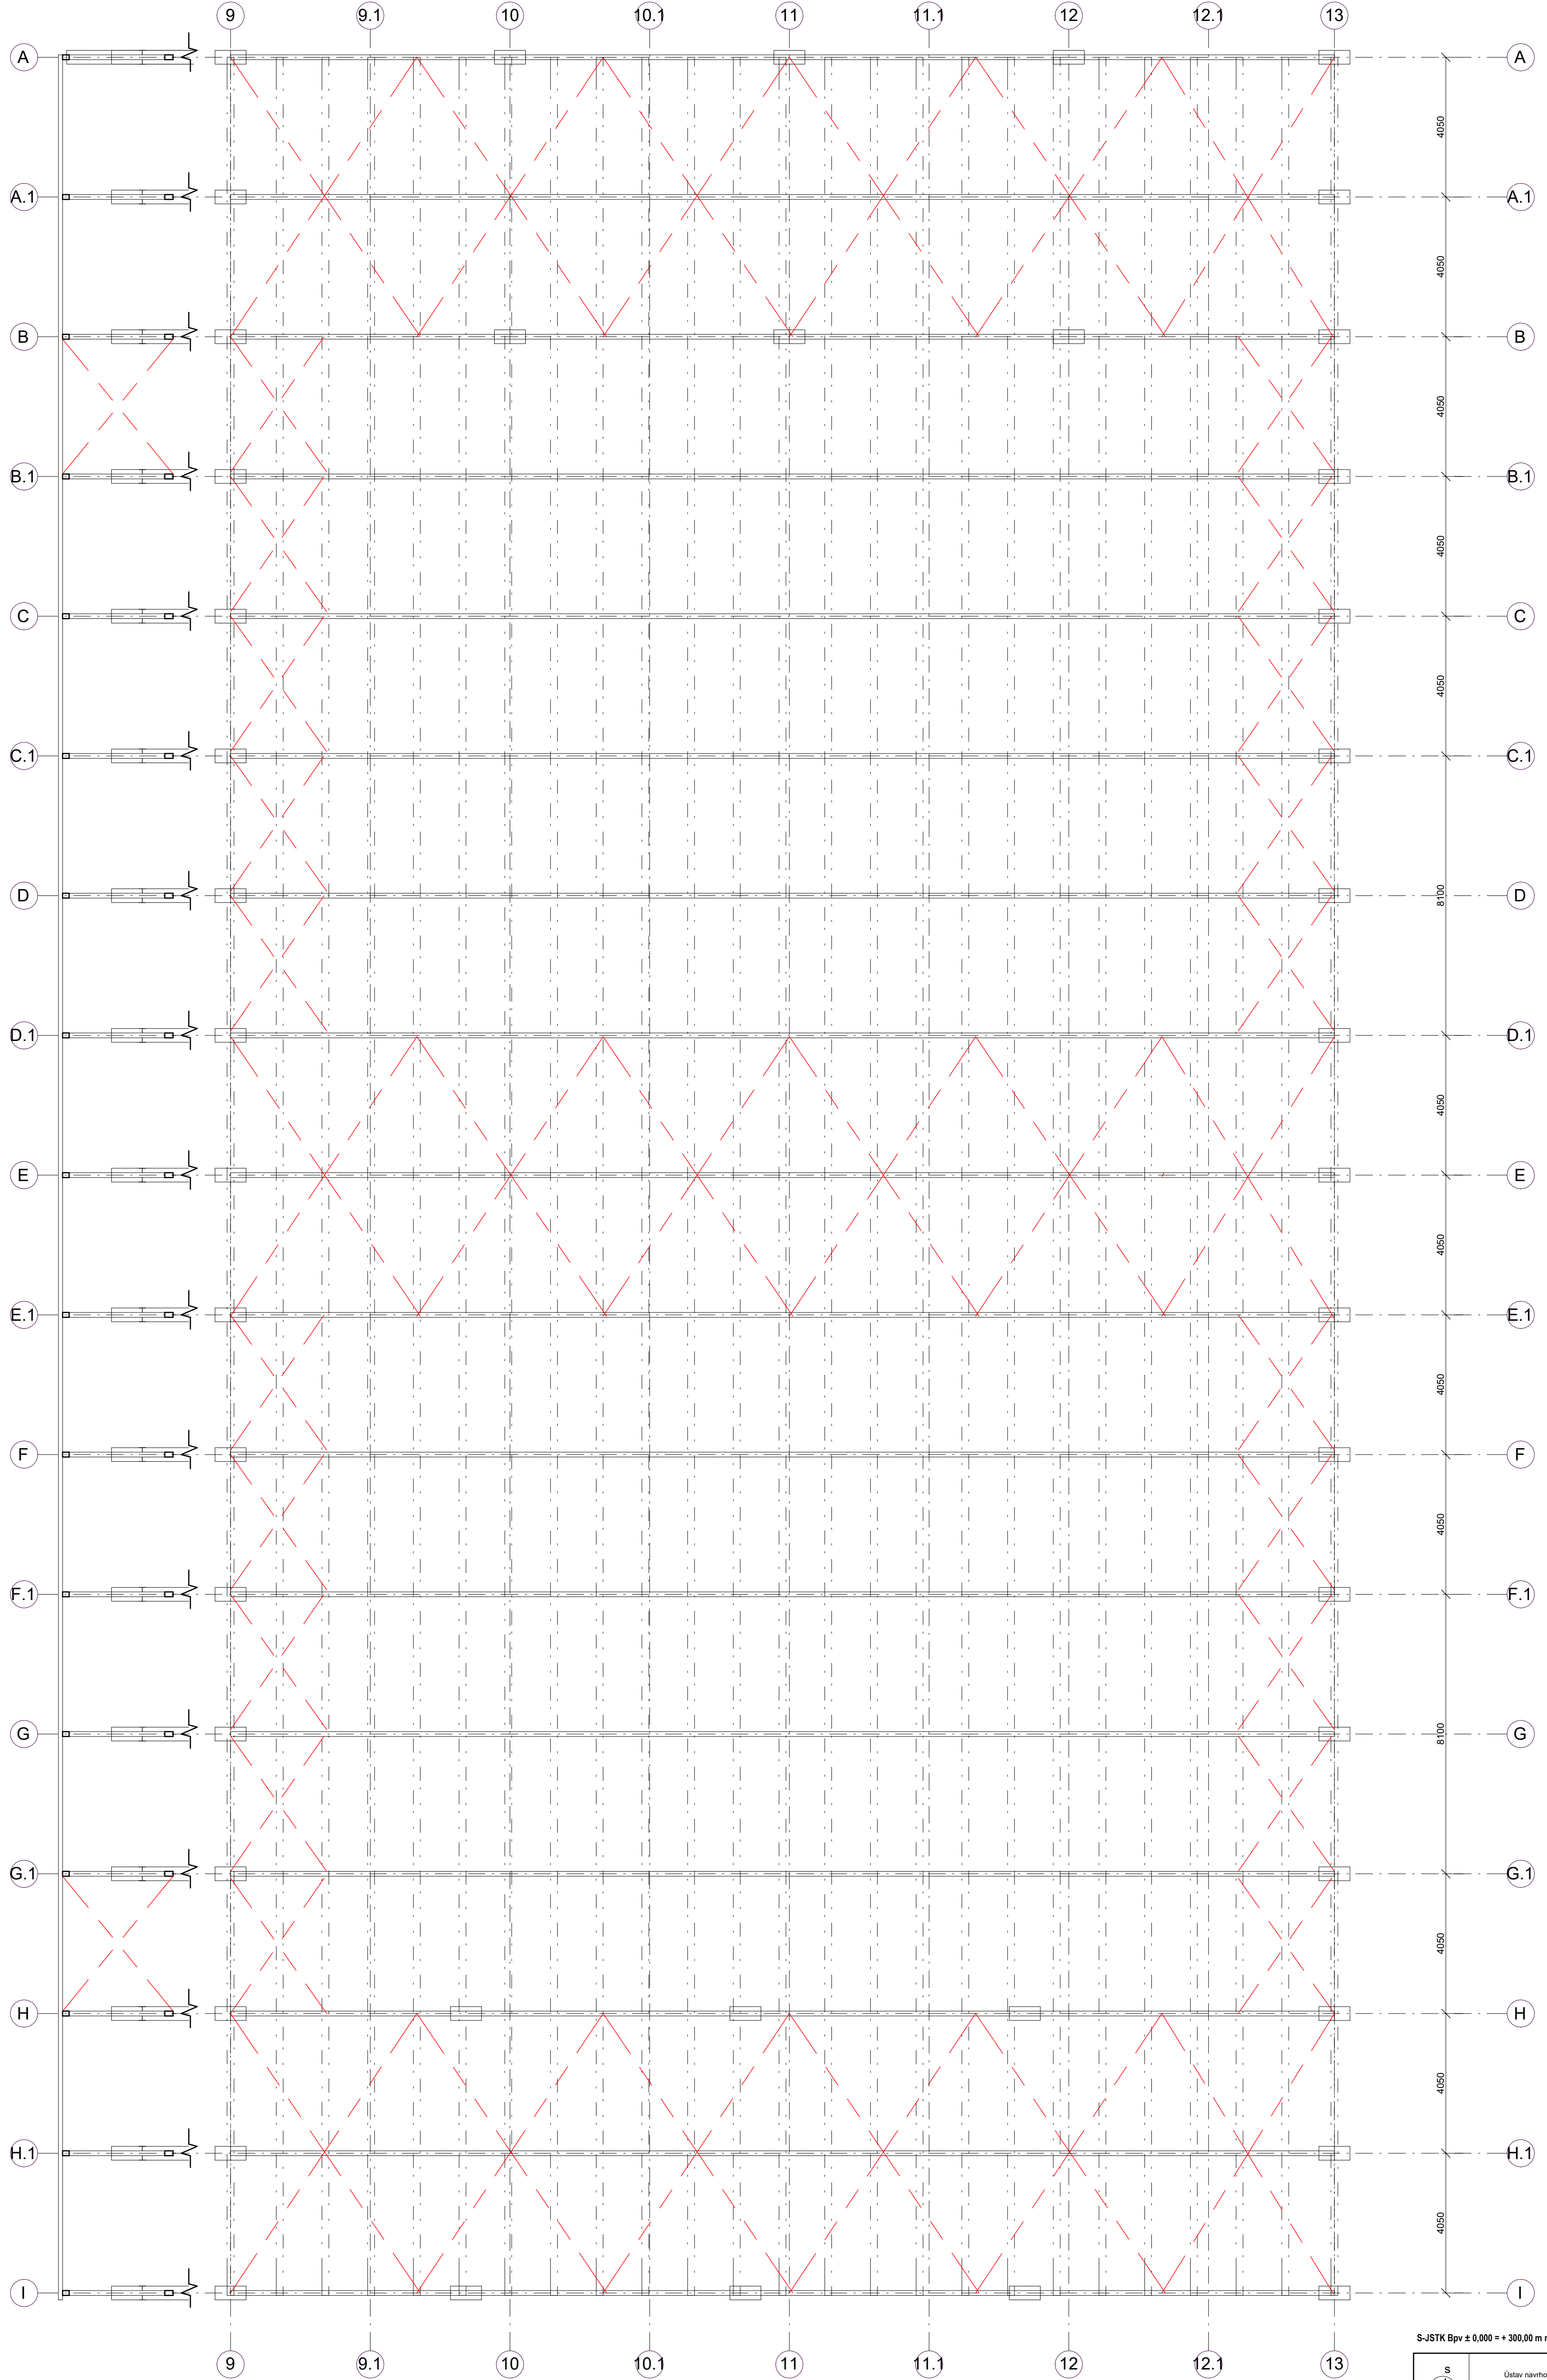 9 9.1 10 10.1 11 11.1 12 12.1 13
A A
4050
A.1 A.1
4050
B B
4050
B.1 B.1
4050
C C
4050
C.1 C.1
D 8100 D
D.1 D.1
4050
E E
4050
E.1 E.1
4050
F F
4050
F.1 F.1
G 8100 G
G.1 G.1
4050
H H
4050
H.1 H.1
4050
I I
S-JSTK Bpv ± 0,000 = + 300,00 m
9 9.1 10 10.1 11 11.1 12 12.1 13
S
Ústav navrho